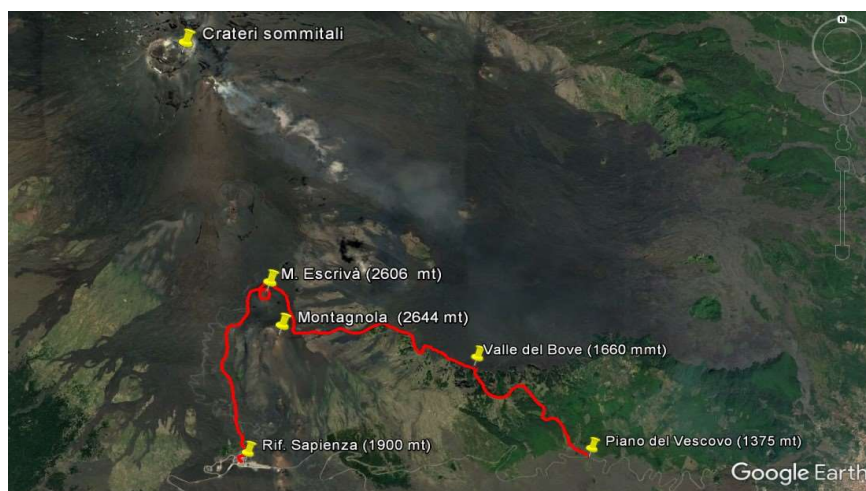 N
Crateri sommitali
M. Escrivà (2606 mt)
Montagnola (2644 mt)
Valle del Bove (1660 mmt)
Rif. Sapienza (1900 mt)
Piano del Vescovo (1375 mt)
Google Earth